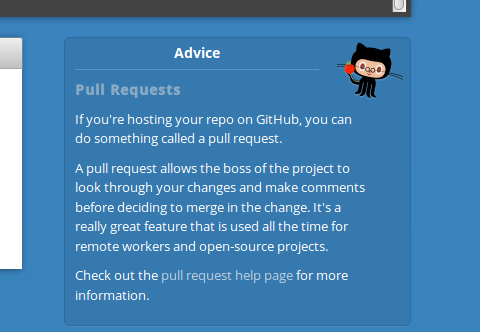 Advice
Pull Requests
If you're hosting your repo on GitHub, you can
do something called a pull request.
A pull request allows the boss of the project to
look through your changes and make comments
before deciding to merge in the change. It's a
really great feature that is used all the time for
remote workers and open-source projects.
Check out the pull request help page for more
information.